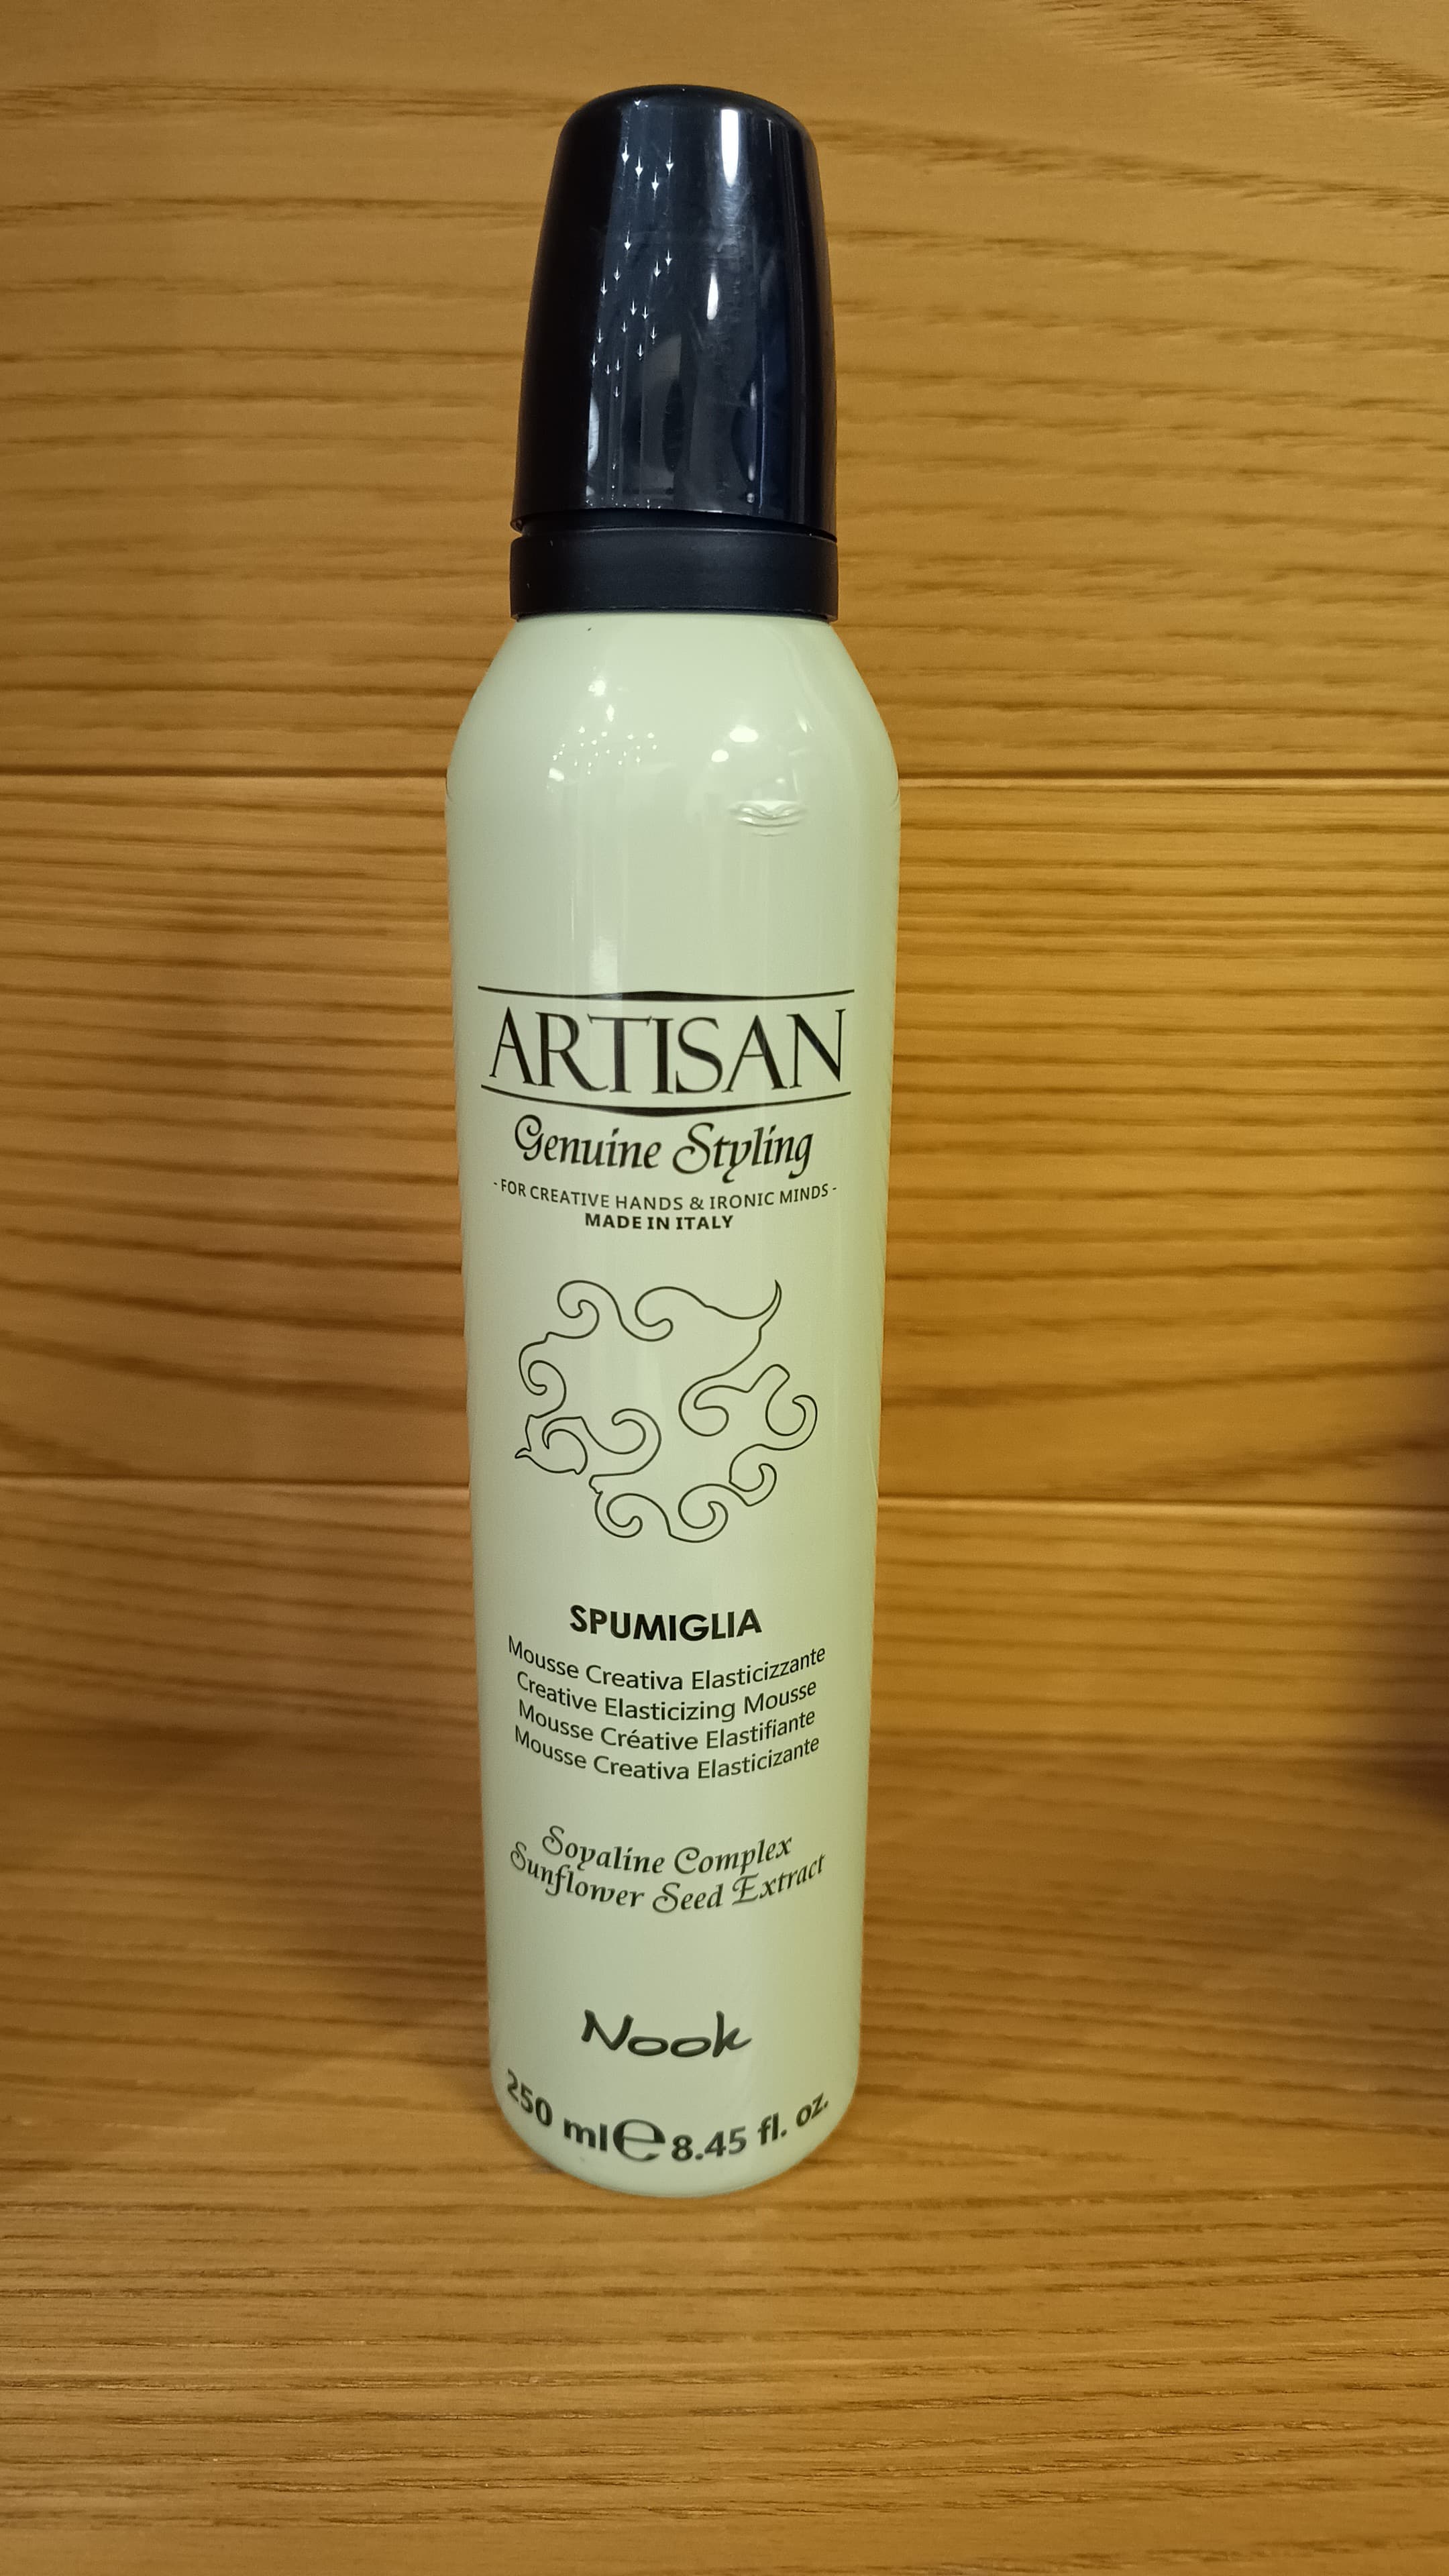 ARTISAN
Genuine Styling
- FOR CREATIVE HANDS & IRONIC MINDS -
MADE IN ITALY
SPUMIGLIA
Mousse Creativa Elasticizzante
Creative Elasticizing Mousse
Mousse Créative Elastifiante
Mousse Creativa Elasticizante
Soyaline Complex
Sunflower Seed Extract
Nook
250 ml ℮ 8.45 fl. oz.